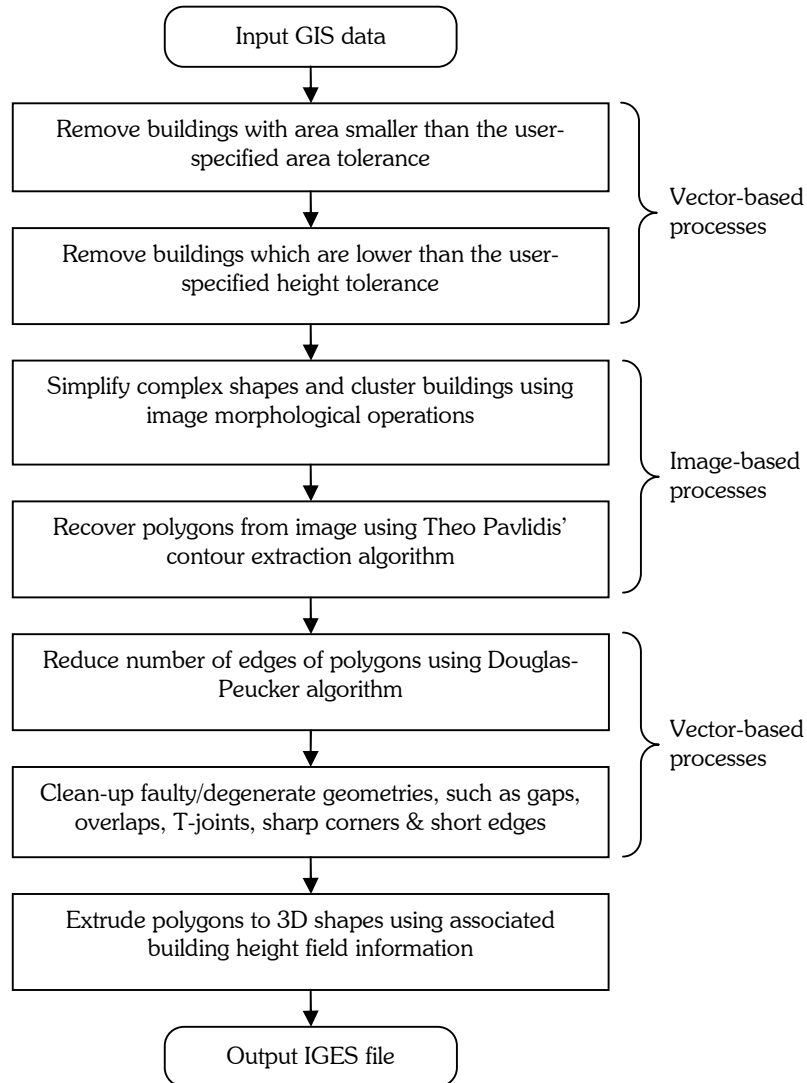 Input GIS data
Remove buildings with area smaller than the user-
specified area tolerance
Vector-based
processes
Remove buildings which are lower than the user-
specified height tolerance
Simplify complex shapes and cluster buildings using
image morphological operations
Image-based
processes
Recover polygons from image using Theo Pavlidis’
contour extraction algorithm
Reduce number of edges of polygons using Douglas-
Peucker algorithm
Vector-based
processes
Clean-up faulty/degenerate geometries, such as gaps,
overlaps, T-joints, sharp corners & short edges
Extrude polygons to 3D shapes using associated
building height field information
Output IGES file